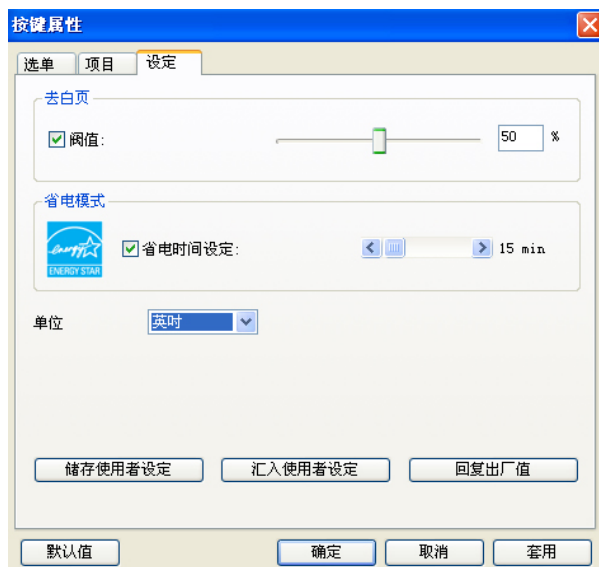 按键属性
选单 项目 设定
去白页
阀值: 50 %
省电模式
energy
ENERGY STAR
省电时间设定: 15 min
单位 英吋
储存使用者设定 汇入使用者设定 回复出厂值
默认值 确定 取消 套用